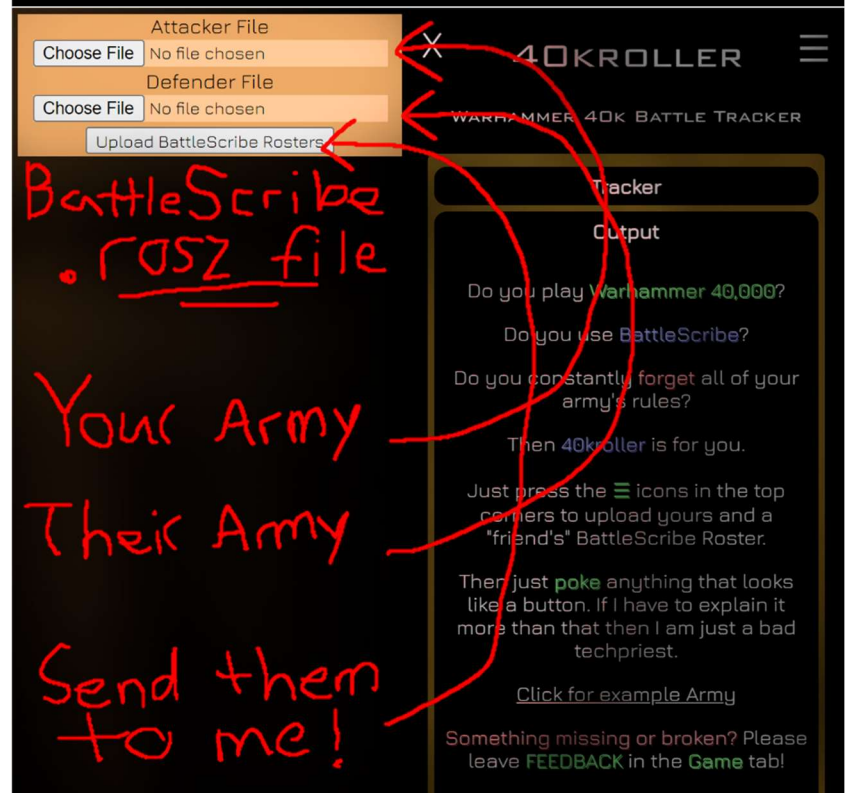 Attacker File
Choose File No file chosen
Defender File
Choose File No file chosen
Upload BattleScribe Rosters
BattleScribe
.rosz file
Your Army
Their Army
Send them
to me!
X
40kroller
☰
Warhammer 40k Battle Tracker
Tracker
Output
Do you play Warhammer 40,000?
Do you use BattleScribe?
Do you constantly forget all of your
army's rules?
Then 40kroller is for you.
Just press the ☰ icons in the top
corners to upload yours and a
"friend's" BattleScribe Roster.
Then just poke anything that looks
like a button. If I have to explain it
more than that then I am just a bad
techpriest.
Click for example Army
Something missing or broken? Please
leave FEEDBACK in the Game tab!